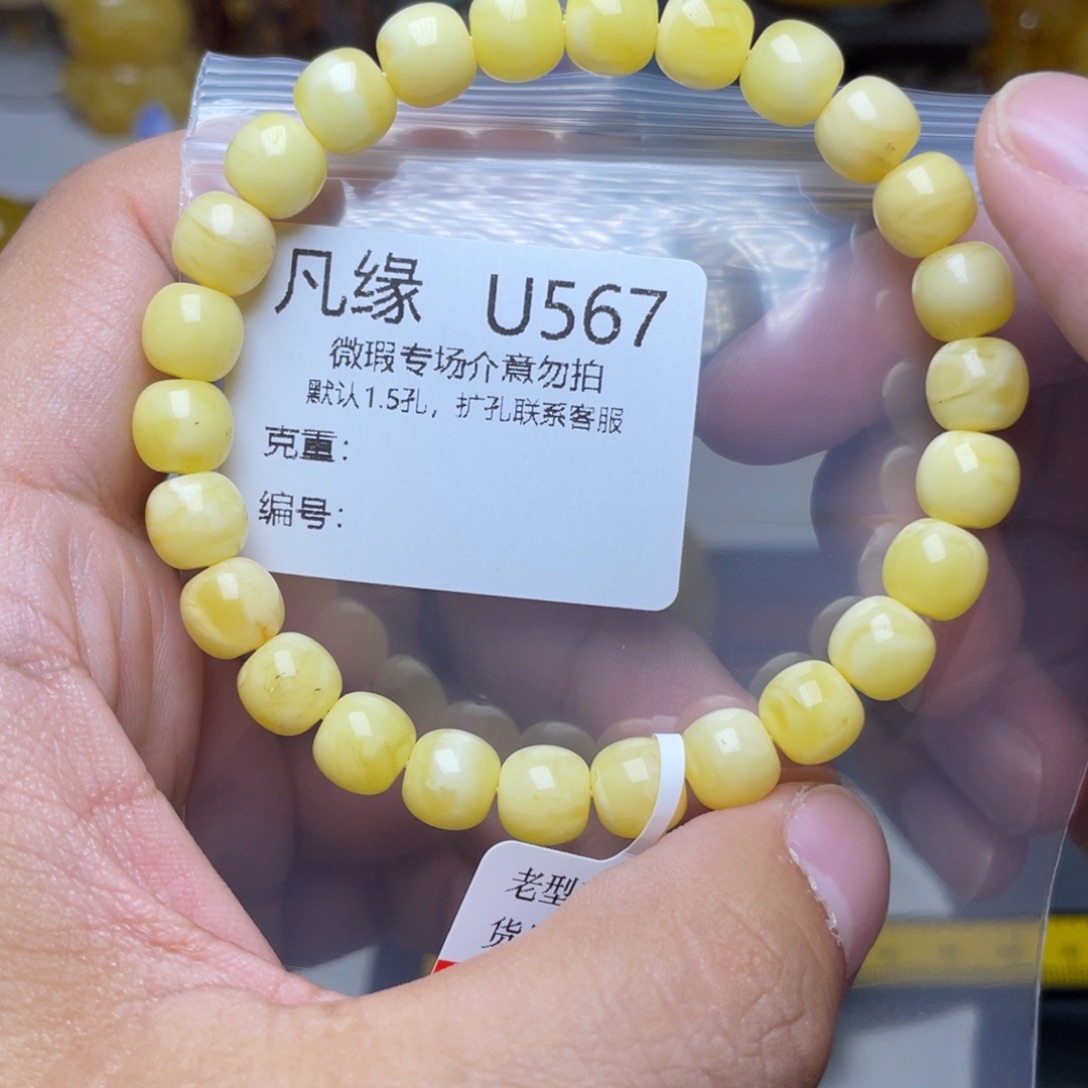 凡缘 U567
微瑕专场介意勿拍
默认1.5孔，扩孔联系客服
克重：
编号：
老型
货